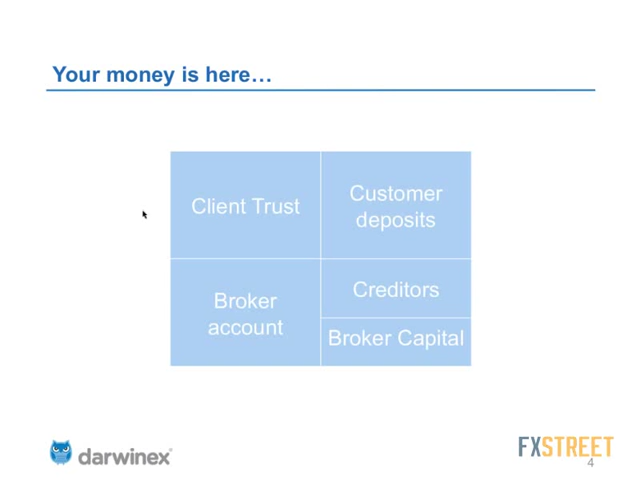 Your money is here…
Client Trust
Customer
deposits
Broker
account
Creditors
Broker Capital
darwinex®
FXSTREET
4